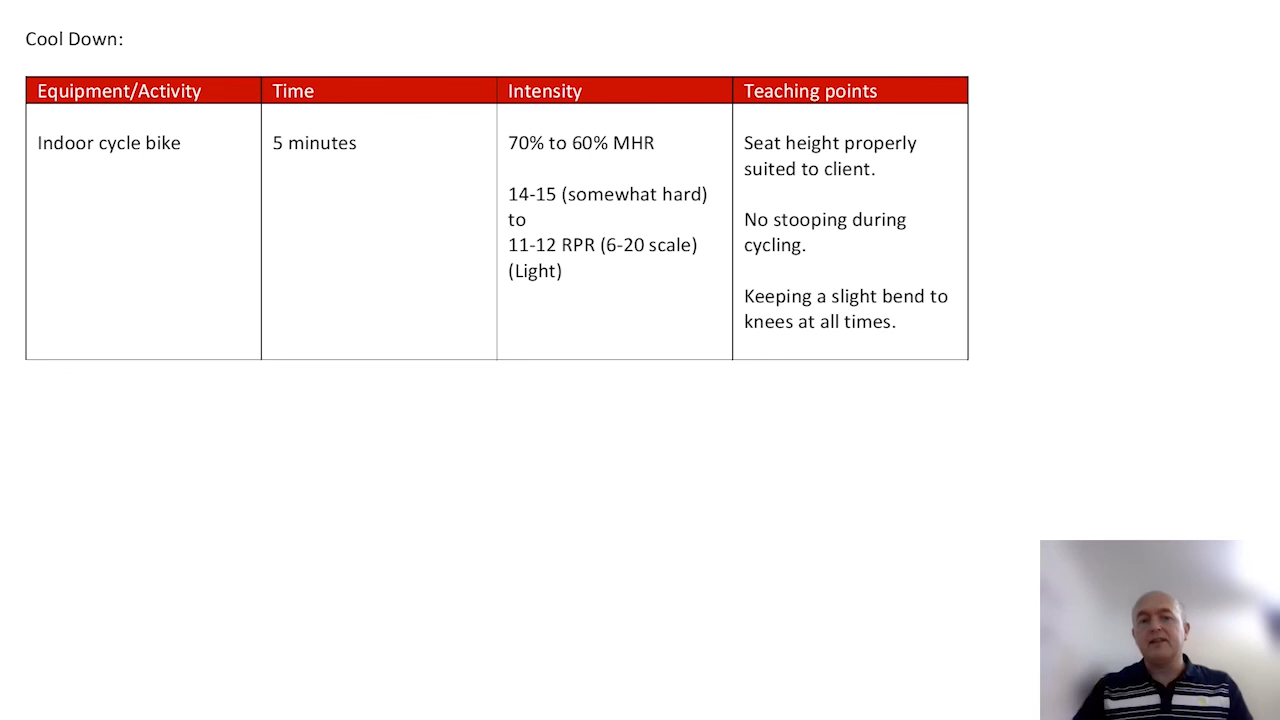 Cool Down:
Equipment/Activity
Time
Intensity
Teaching points
Indoor cycle bike
5 minutes
70% to 60% MHR
14-15 (somewhat hard)
to
11-12 RPR (6-20 scale)
(Light)
Seat height properly
suited to client.
No stooping during
cycling.
Keeping a slight bend to
knees at all times.